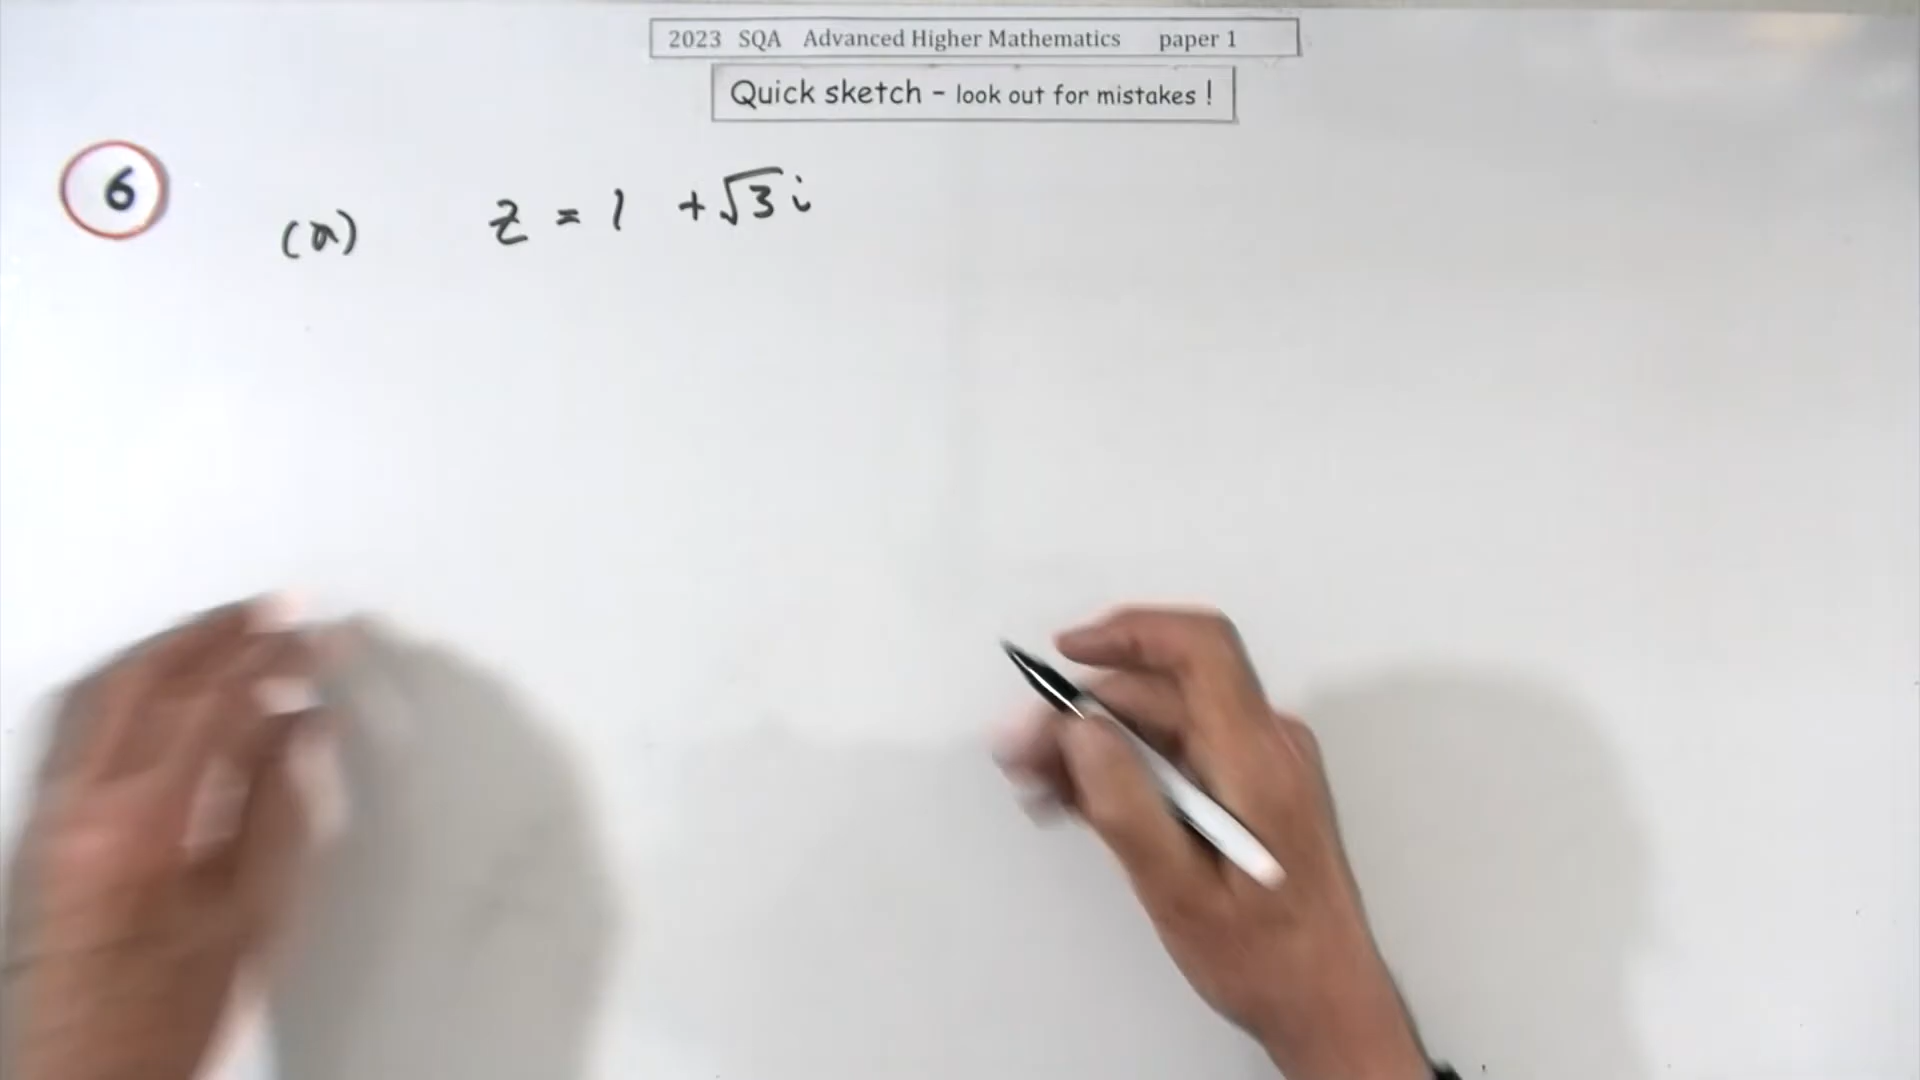 2023 SQA Advanced Higher Mathematics paper 1
Quick sketch - look out for mistakes !
6
(a) z = 1 + √3 i